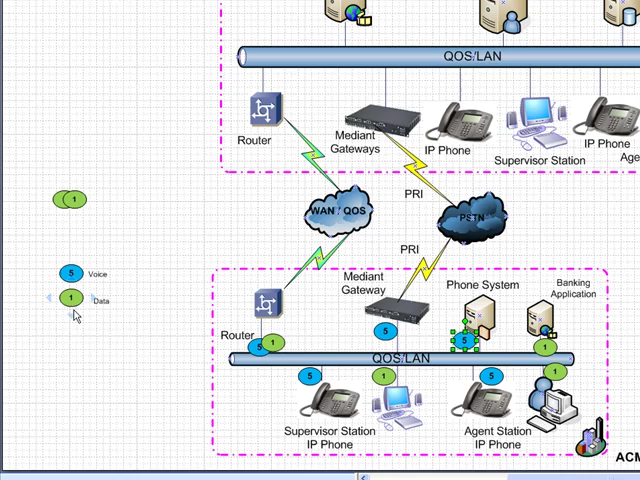 QOS/LAN
Router
Mediant
Gateways
IP Phone
Supervisor Station
IP Phone
Age
PRI
1
WAN / QOS
PSTN
PRI
5 Voice
1 Data
Mediant
Gateway
Phone System
Banking
Application
Router
5
5
1
5
1
QOS/LAN
5
1
5
1
Supervisor Station
IP Phone
Agent Station
IP Phone
ACM